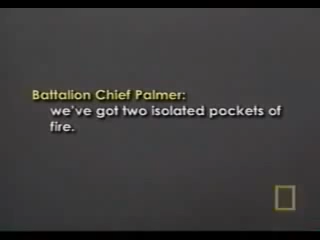 Battalion Chief Palmer:
we've got two isolated pockets of
fire.